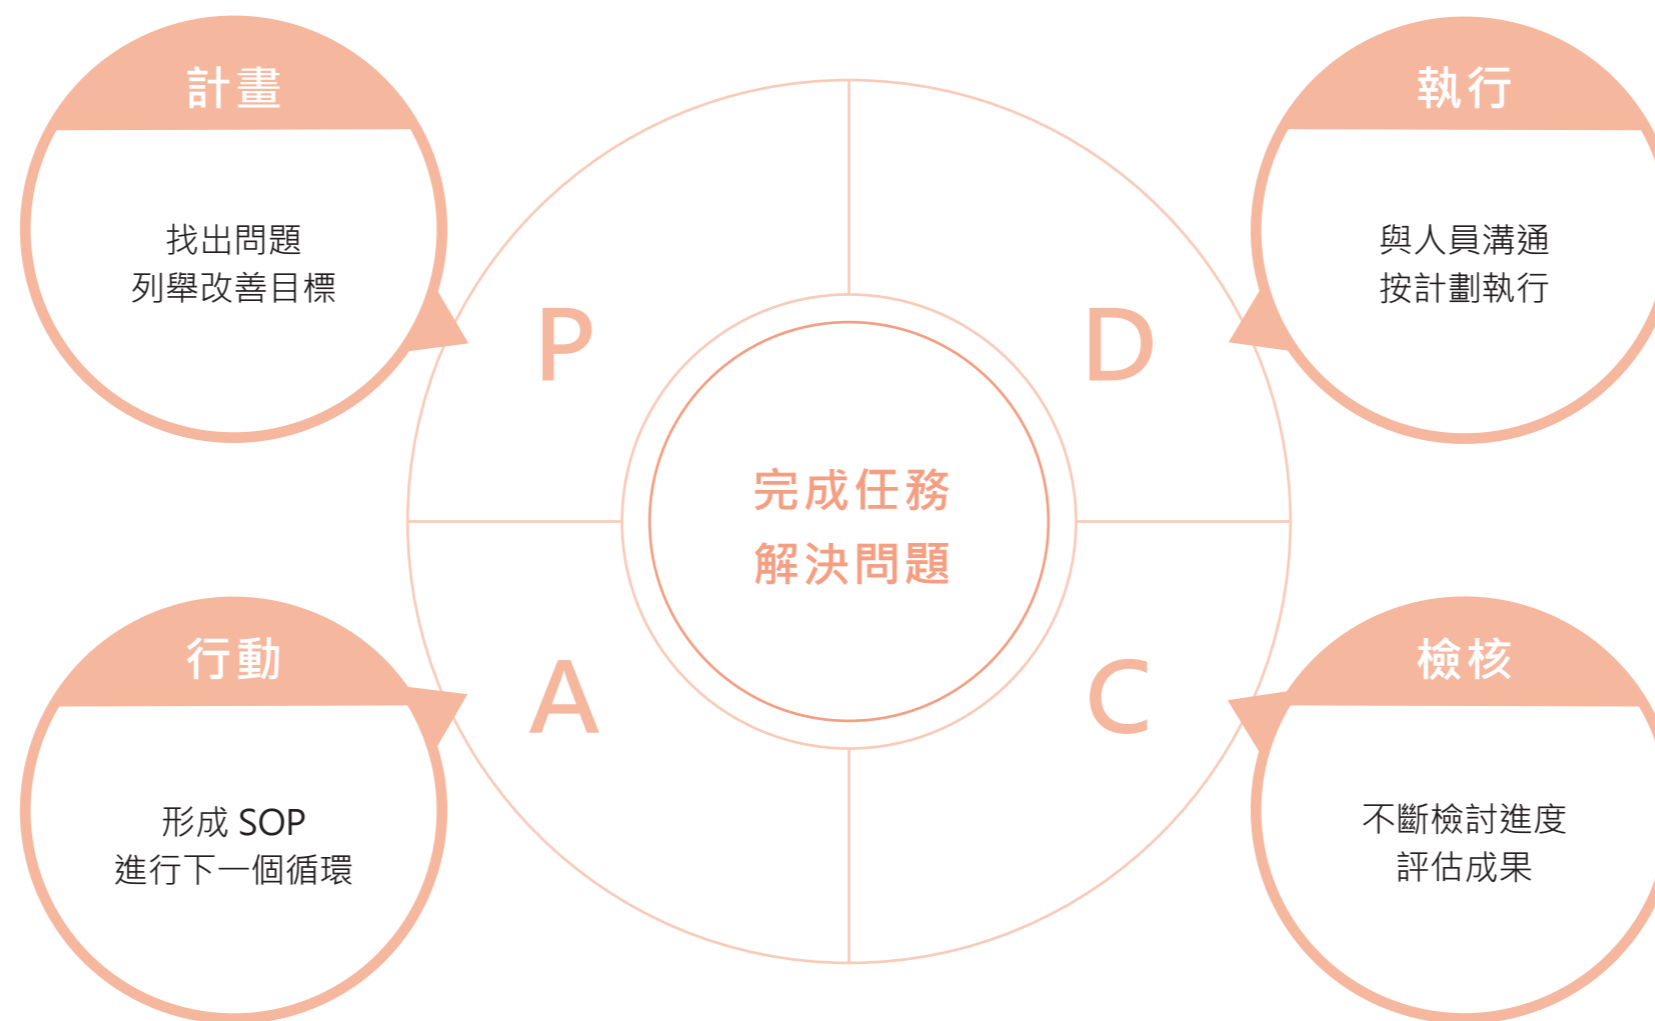 計畫
找出問題
列舉改善目標
執行
與人員溝通
按計劃執行
P
D
完成任務
解決問題
A
C
行動
形成 SOP
進行下一個循環
檢核
不斷檢討進度
評估成果